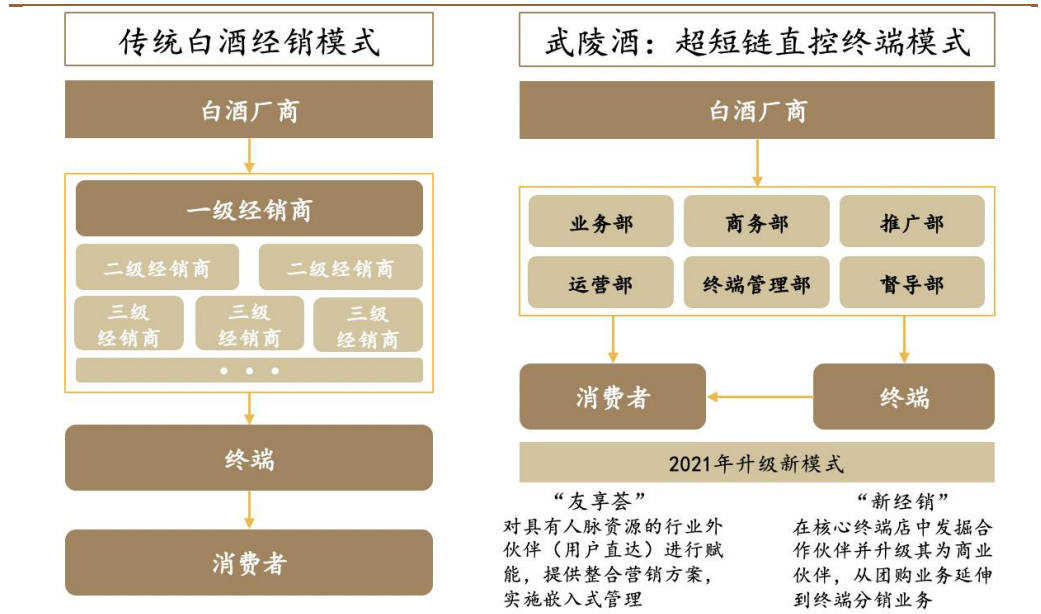 传统白酒经销模式
白酒厂商
一级经销商
二级经销商
二级经销商
三级
经销商
三级
经销商
三级
经销商
• • •
终端
消费者
武陵酒：超短链直控终端模式
白酒厂商
业务部
商务部
推广部
运营部
终端管理部
督导部
消费者
终端
2021年升级新模式
“友享荟”
对具有人脉资源的行业外
伙伴（用户直达）进行赋
能，提供整合营销方案，
实施嵌入式管理
“新经销”
在核心终端店中发掘合
作伙伴并升级其为商业
伙伴，从团购业务延伸
到终端分销业务